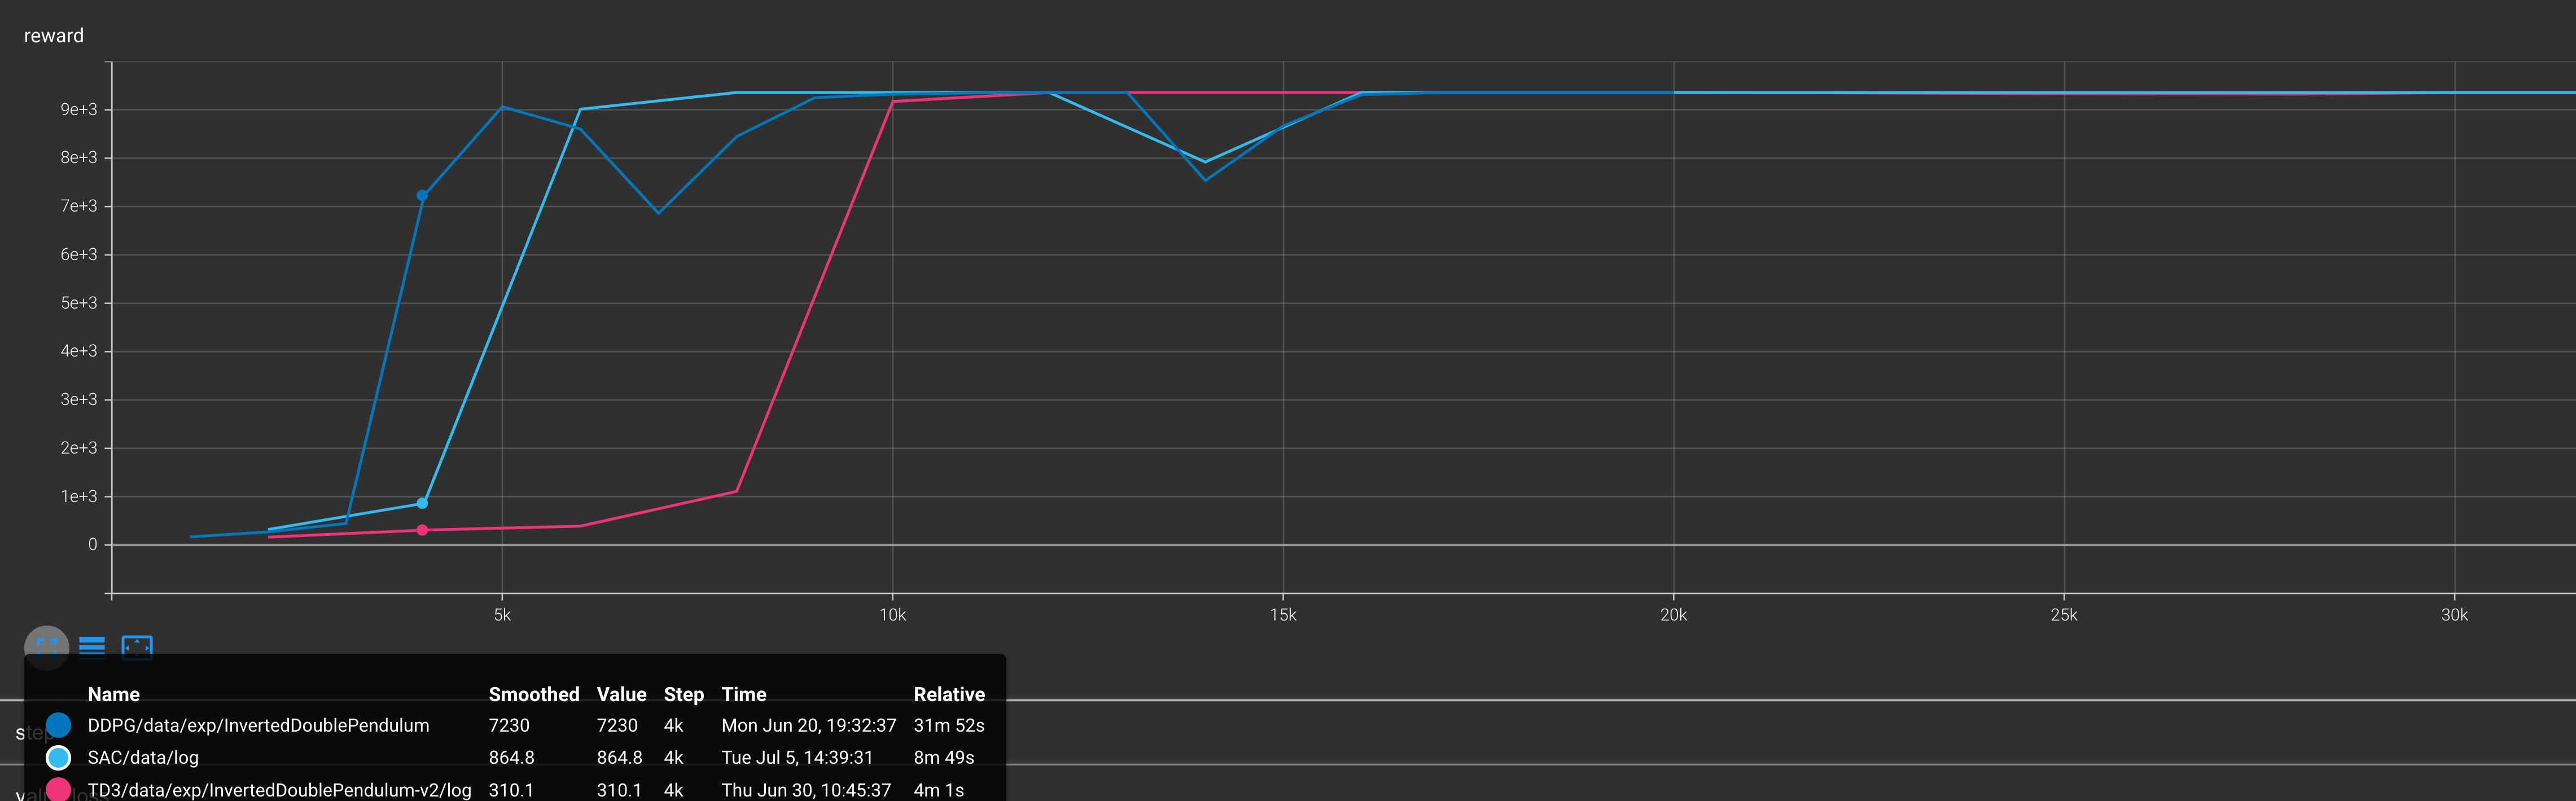 reward
9e+3
8e+3
7e+3
6e+3
5e+3
4e+3
3e+3
2e+3
1e+3
0
5k 10k 15k 20k 25k 30k
Name Smoothed Value Step Time Relative
DDPG/data/exp/InvertedDoublePendulum 7230 7230 4k Mon Jun 20, 19:32:37 31m 52s
step
SAC/data/log 864.8 864.8 4k Tue Jul 5, 14:39:31 8m 49s
TD3/data/exp/InvertedDoublePendulum-v2/log 310.1 310.1 4k Thu Jun 30, 10:45:37 4m 1s